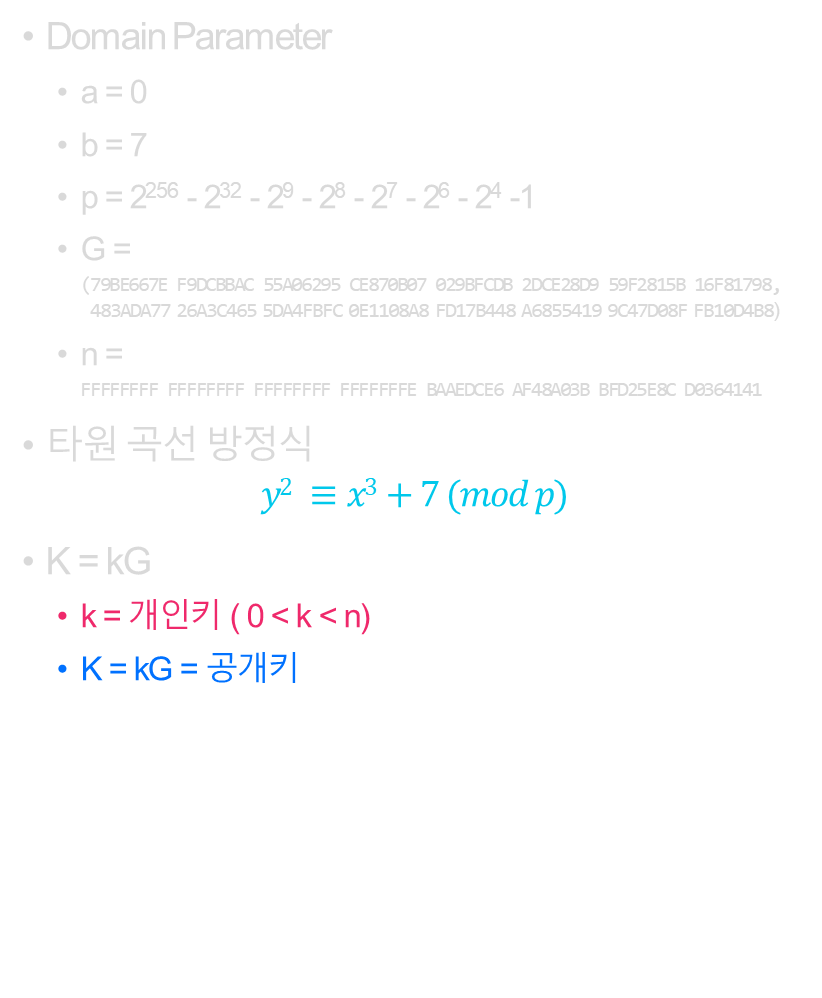 • Domain Parameter
• a = 0
• b = 7
• p = 2²⁵⁶ - 2³² - 2⁹ - 2⁸ - 2⁷ - 2⁶ - 2⁴ -1
• G =
(79BE667E F9DCBBAC 55A06295 CE870B07 029BFCDB 2DCE28D9 59F2815B 16F81798,
483ADA77 26A3C465 5DA4FBFC 0E1108A8 FD17B448 A6855419 9C47D08F FB10D4B8)
• n =
FFFFFFFF FFFFFFFF FFFFFFFF FFFFFFFE BAAEDCE6 AF48A03B BFD25E8C D0364141
• 타원 곡선 방정식
y² ≡ x³ + 7 (mod p)
• K = kG
• k = 개인키 ( 0 < k < n)
• K = kG = 공개키